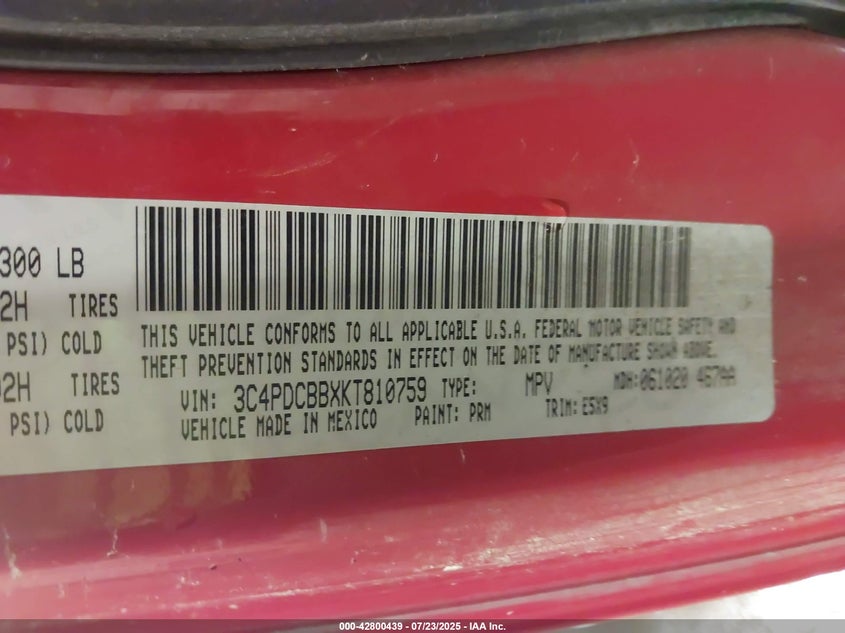 300 LB
2H TIRES
PSI) COLD
02H TIRES
PSI) COLD
THIS VEHICLE CONFORMS TO ALL APPLICABLE U.S.A. FEDERAL MOTOR VEHICLE SAFETY AND
THEFT PREVENTION STANDARDS IN EFFECT ON THE DATE OF MANUFACTURE SHOWN ABOVE.
VIN: 3C4PDCBBXKT810759 TYPE: MPV MDH:061020 467AA
VEHICLE MADE IN MEXICO PAINT: PRM TRIM: E5X9
000-42800439 - 07/23/2025 - IAA Inc.